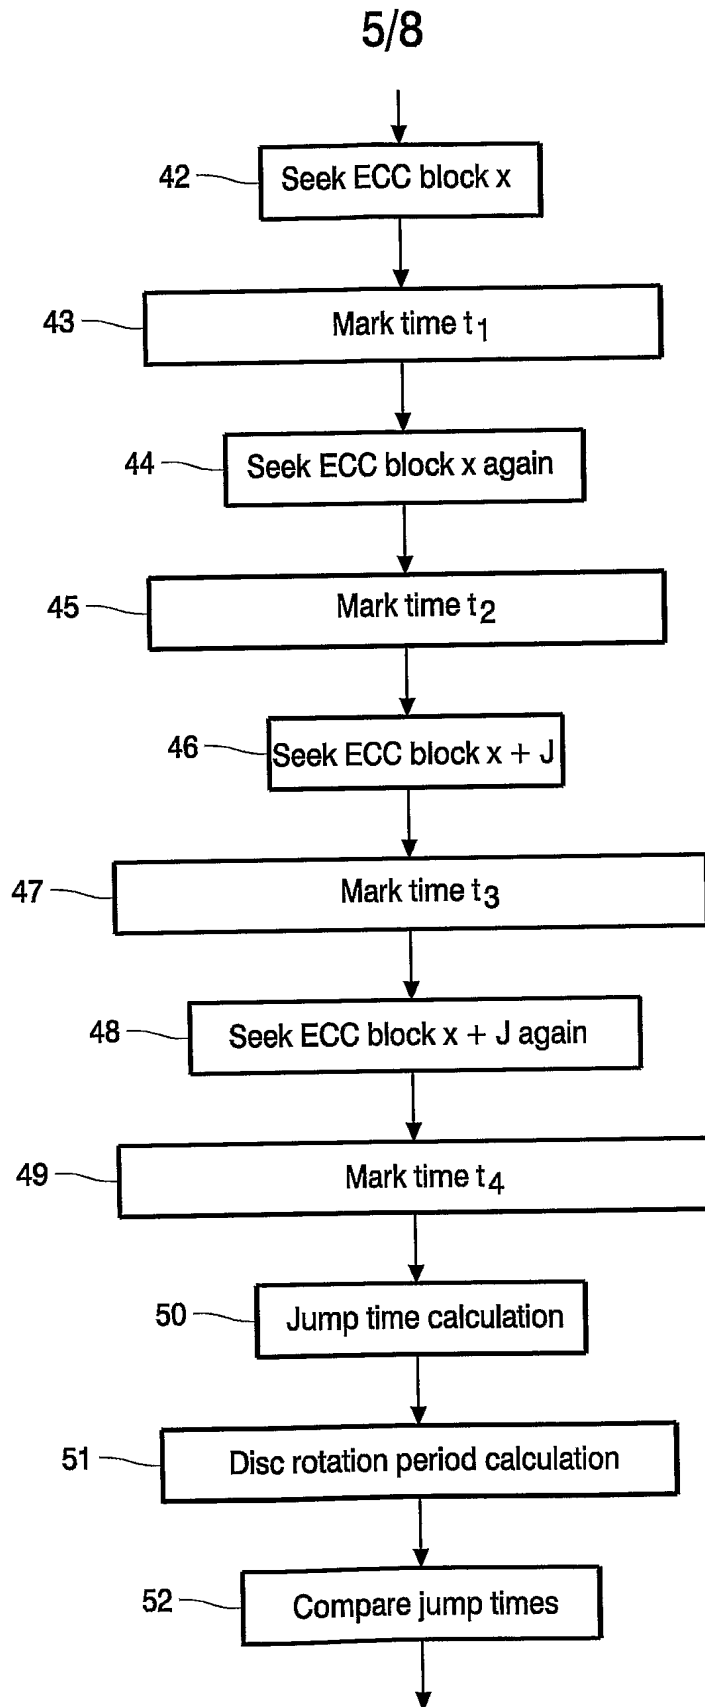 5/8
42 Seek ECC block x
43 Mark time t1
44 Seek ECC block x again
45 Mark time t2
46 Seek ECC block x + J
47 Mark time t3
48 Seek ECC block x + J again
49 Mark time t4
50 Jump time calculation
51 Disc rotation period calculation
52 Compare jump times